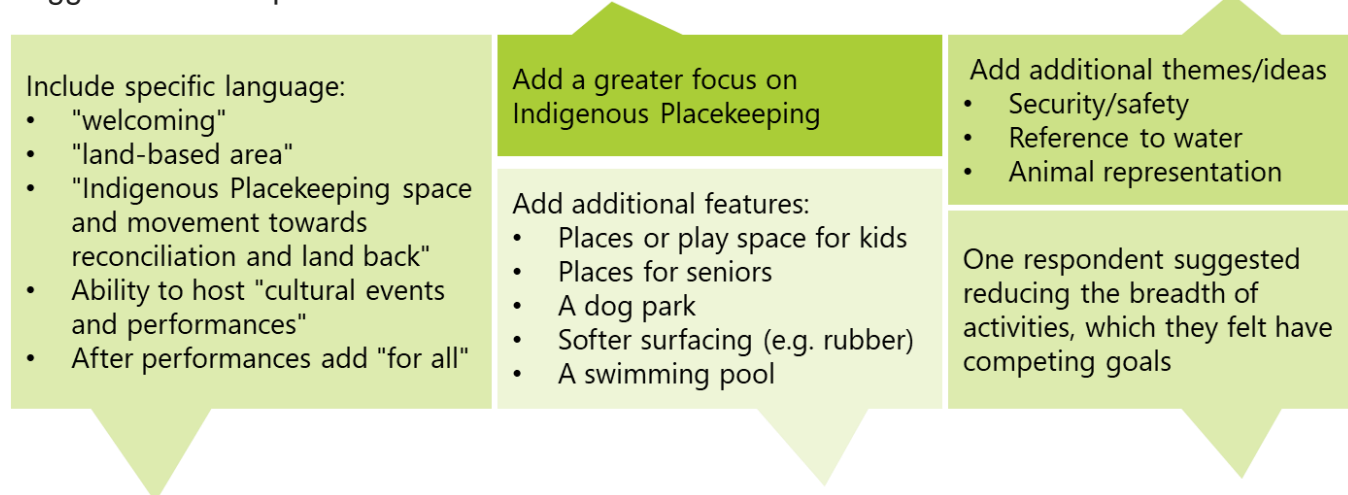 Include specific language:
• "welcoming"
• "land-based area"
• "Indigenous Placekeeping space
and movement towards
reconciliation and land back"
• Ability to host "cultural events
and performances"
• After performances add "for all"
Add a greater focus on
Indigenous Placekeeping
Add additional features:
• Places or play space for kids
• Places for seniors
• A dog park
• Softer surfacing (e.g. rubber)
• A swimming pool
Add additional themes/ideas
• Security/safety
• Reference to water
• Animal representation
One respondent suggested
reducing the breadth of
activities, which they felt have
competing goals